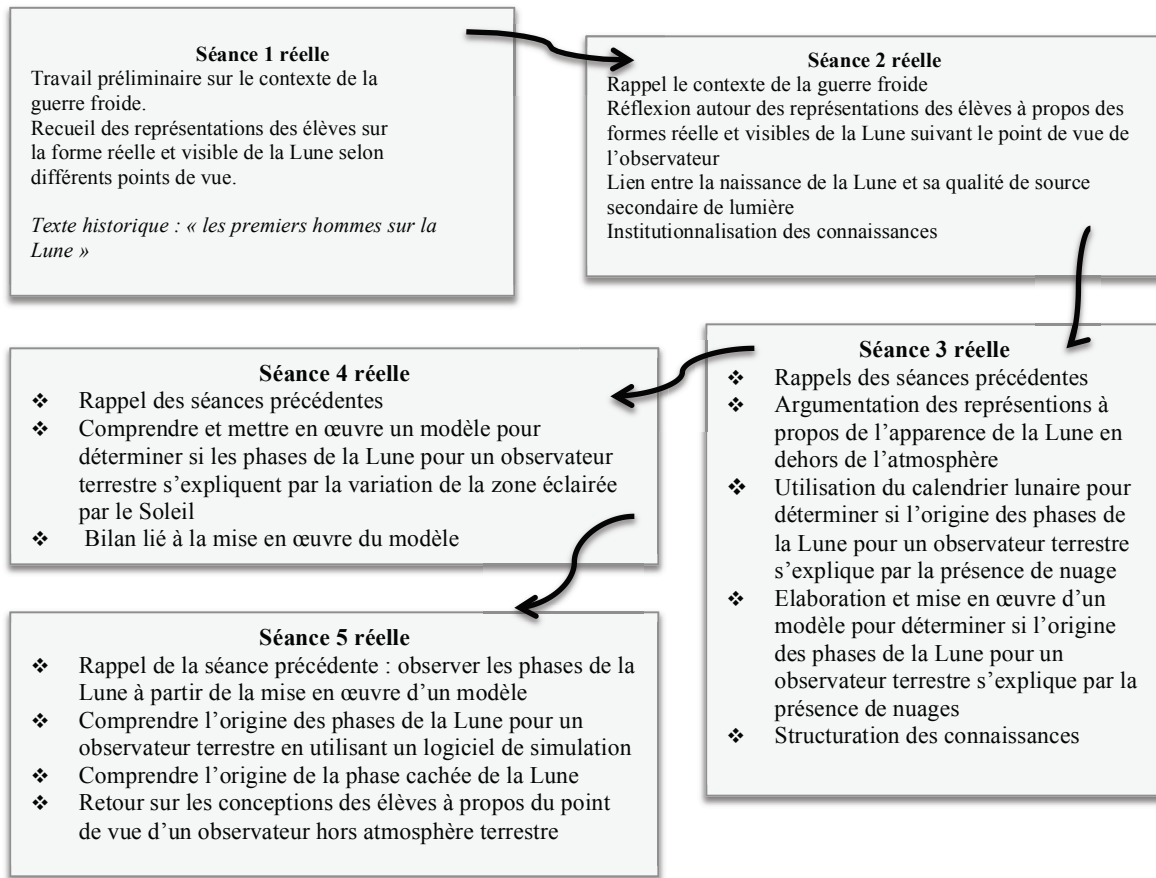 Séance 1 réelle
Travail préliminaire sur le contexte de la
guerre froide.
Recueil des représentations des élèves sur
la forme réelle et visible de la Lune selon
différents points de vue.
Texte historique : « les premiers hommes sur la
Lune »
Séance 2 réelle
Rappel le contexte de la guerre froide
Réflexion autour des représentations des élèves à propos des
formes réelle et visibles de la Lune suivant le point de vue de
l’observateur
Lien entre la naissance de la Lune et sa qualité de source
secondaire de lumière
Institutionnalisation des connaissances
Séance 3 réelle
❖ Rappels des séances précédentes
❖ Argumentation des représentions à
propos de l’apparence de la Lune en
dehors de l’atmosphère
❖ Utilisation du calendrier lunaire pour
déterminer si l’origine des phases de
la Lune pour un observateur terrestre
s’explique par la présence de nuage
❖ Elaboration et mise en œuvre d’un
modèle pour déterminer si l’origine
des phases de la Lune pour un
observateur terrestre s’explique par la
présence de nuages
❖ Structuration des connaissances
Séance 4 réelle
❖ Rappel des séances précédentes
❖ Comprendre et mettre en œuvre un modèle pour
déterminer si les phases de la Lune pour un observateur
terrestre s’expliquent par la variation de la zone éclairée
par le Soleil
❖ Bilan lié à la mise en œuvre du modèle
Séance 5 réelle
❖ Rappel de la séance précédente : observer les phases de la
Lune à partir de la mise en œuvre d’un modèle
❖ Comprendre l’origine des phases de la Lune pour un
observateur terrestre en utilisant un logiciel de simulation
❖ Comprendre l’origine de la phase cachée de la Lune
❖ Retour sur les conceptions des élèves à propos du point
de vue d’un observateur hors atmosphère terrestre